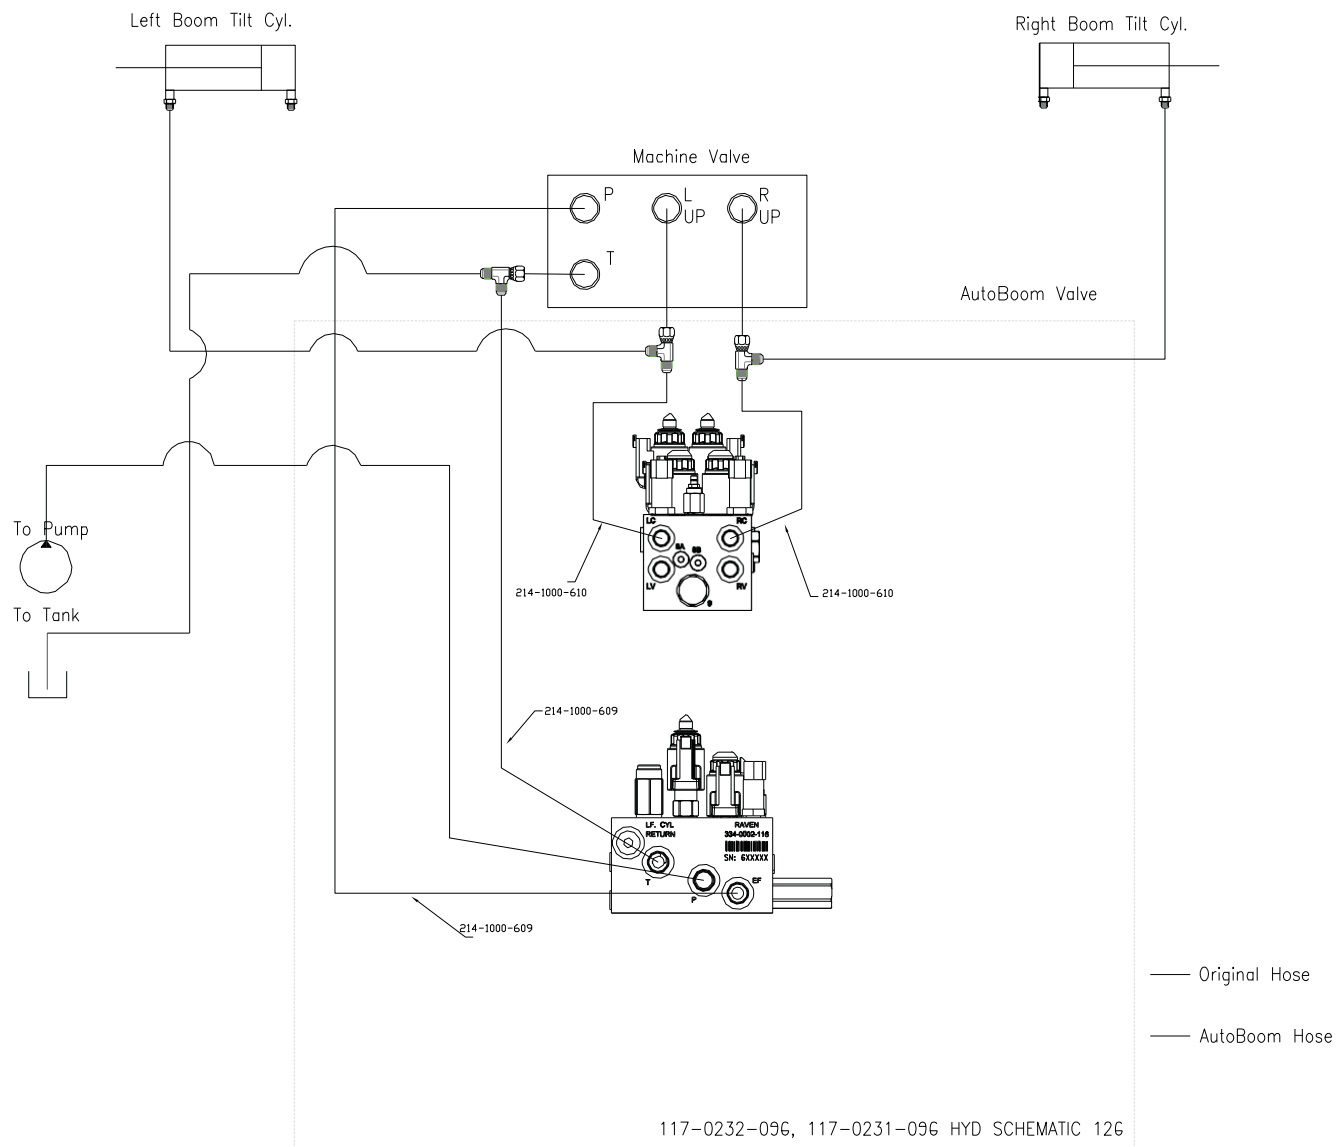 Left Boom Tilt Cyl.
Right Boom Tilt Cyl.
Machine Valve
P
L
UP
R
UP
T
AutoBoom Valve
To Pump
To Tank
LC
RC
8A
8B
LV
RV
9
214-1000-610
214-1000-610
214-1000-609
LF. CYL
RETURN
RAVEN
334-0002-116
SN: 6XXXXX
T
P
EF
214-1000-609
Original Hose
AutoBoom Hose
117-0232-096, 117-0231-096 HYD SCHEMATIC 126